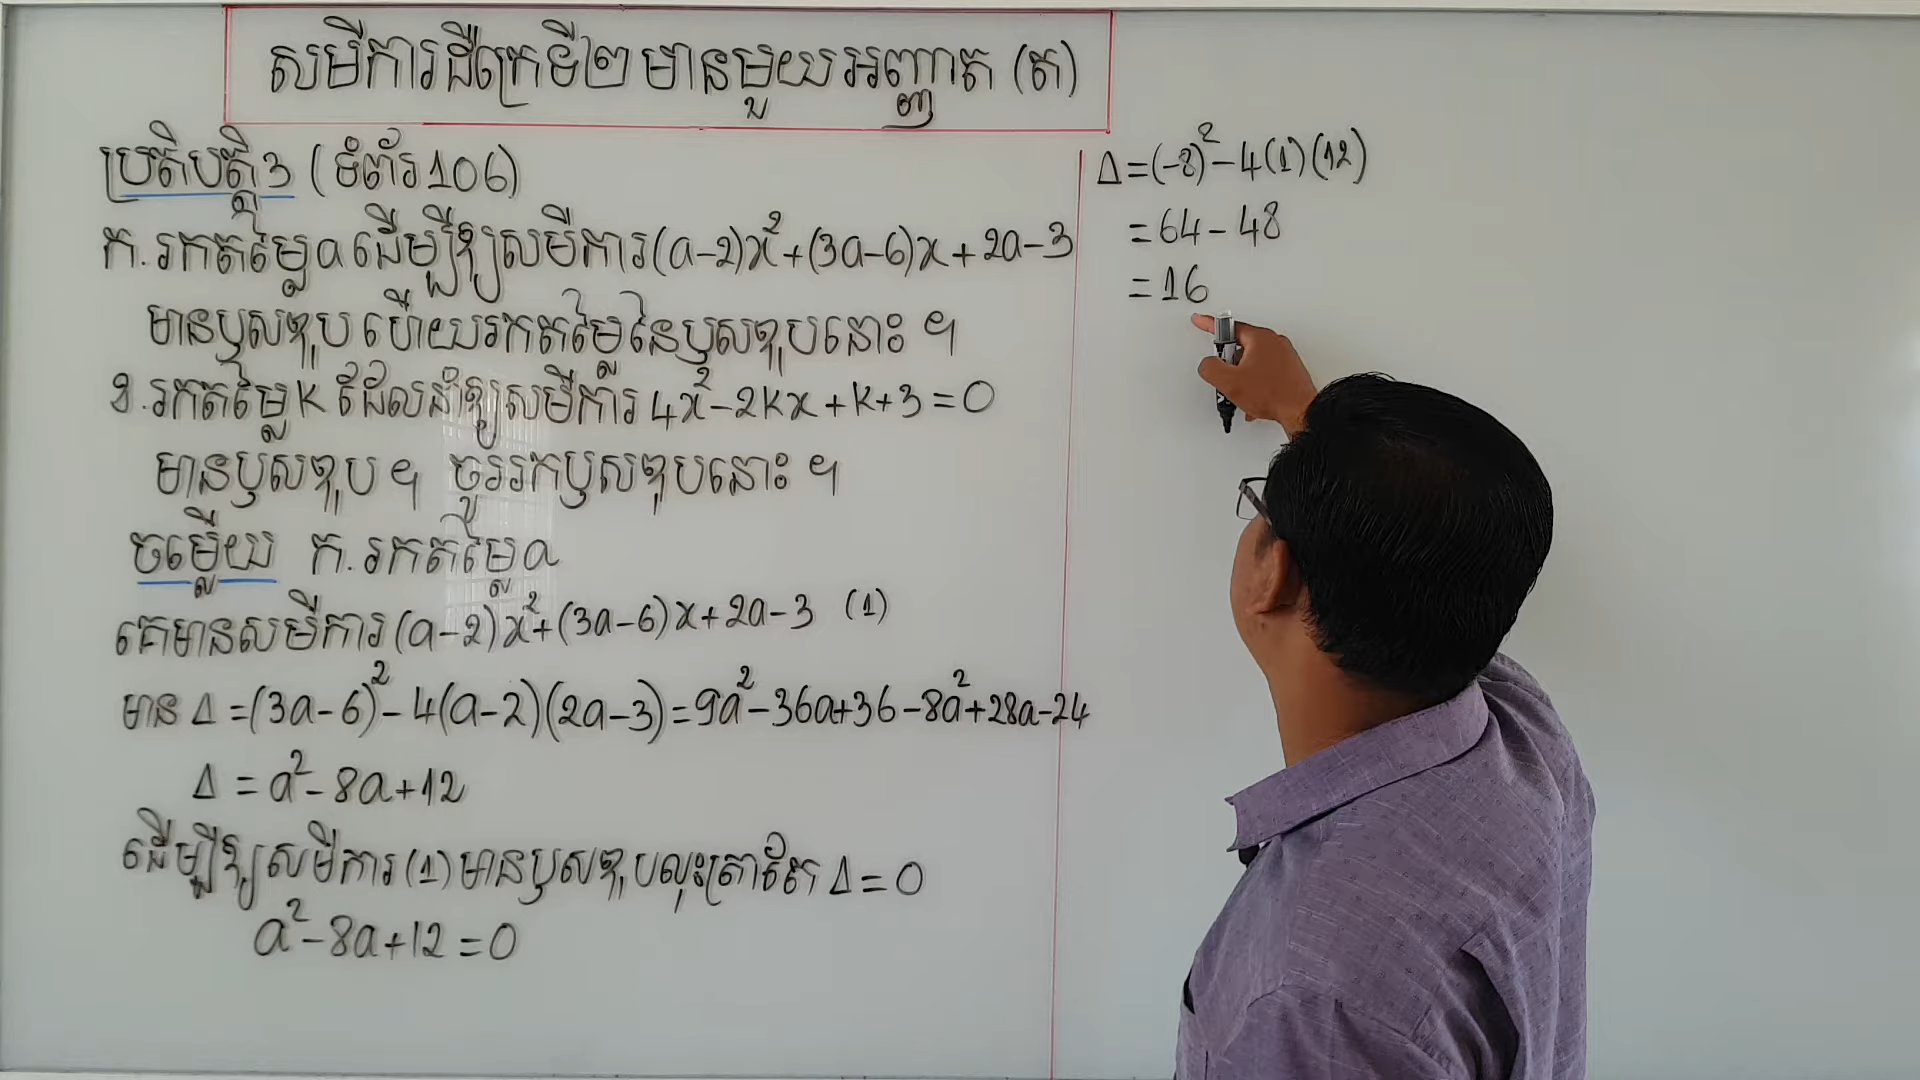 សមីការដឺក្រេទី២ មានមួយអញ្ញាត (ត)
ប្រតិបត្តិ3 (ទំព័រ106)
ក. រកតម្លៃ a ដើម្បីឱ្យសមីការ (a-2)x²+(3a-6)x+2a-3
មានឫសឌុប ហើយរកតម្លៃនៃឫសឌុបនោះ ។
ខ. រកតម្លៃ k ដែលនាំឱ្យសមីការ 4x²-2kx+k+3=0
មានឫសឌុប ។ ចូររកឫសឌុបនោះ ។
ចម្លើយ ក. រកតម្លៃ a
គេមានសមីការ (a-2)x²+(3a-6)x+2a-3 (1)
មាន Δ=(3a-6)²-4(a-2)(2a-3)=9a²-36a+36-8a²+28a-24
Δ = a²-8a+12
ដើម្បីឱ្យសមីការ (1) មានឫសឌុបលុះត្រាតែ Δ=0
a²-8a+12=0
Δ=(-8)²-4(1)(12)
=64-48
=16